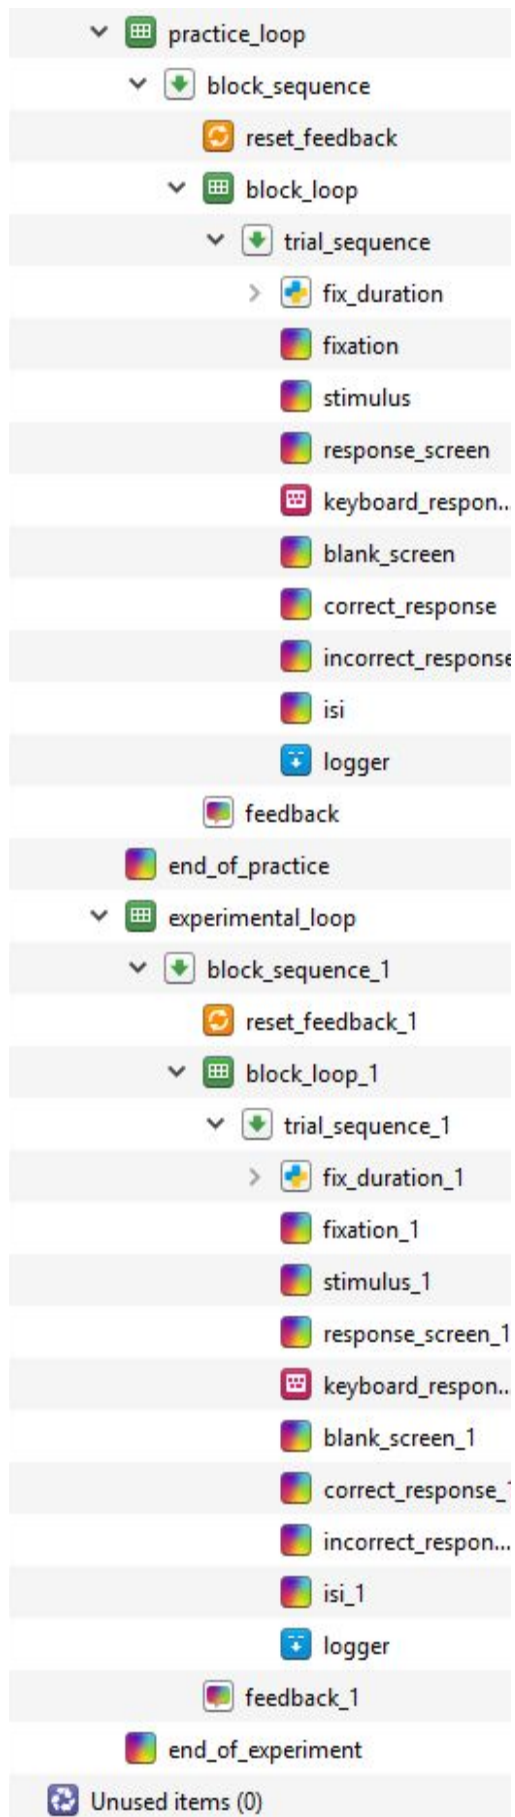 practice_loop
block_sequence
reset_feedback
block_loop
trial_sequence
fix_duration
fixation
stimulus
response_screen
keyboard_respon...
blank_screen
correct_response
incorrect_response
isi
logger
feedback
end_of_practice
experimental_loop
block_sequence_1
reset_feedback_1
block_loop_1
trial_sequence_1
fix_duration_1
fixation_1
stimulus_1
response_screen_1
keyboard_respon...
blank_screen_1
correct_response_1
incorrect_respon...
isi_1
logger
feedback_1
end_of_experiment
Unused items (0)